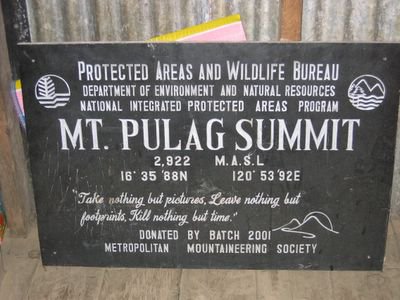 PROTECTED AREAS AND WILDLIFE BUREAU
DEPARTMENT OF ENVIRONMENT AND NATURAL RESOURCES
NATIONAL INTEGRATED PROTECTED AREAS PROGRAM
MT. PULAG SUMMIT
2,922 M.A.S.L
16° 35 '88N 120° 53 '92E
"Take nothing but pictures, Leave nothing but
footprints, Kill nothing but time."
DONATED BY BATCH 2001
METROPOLITAN MOUNTAINEERING SOCIETY